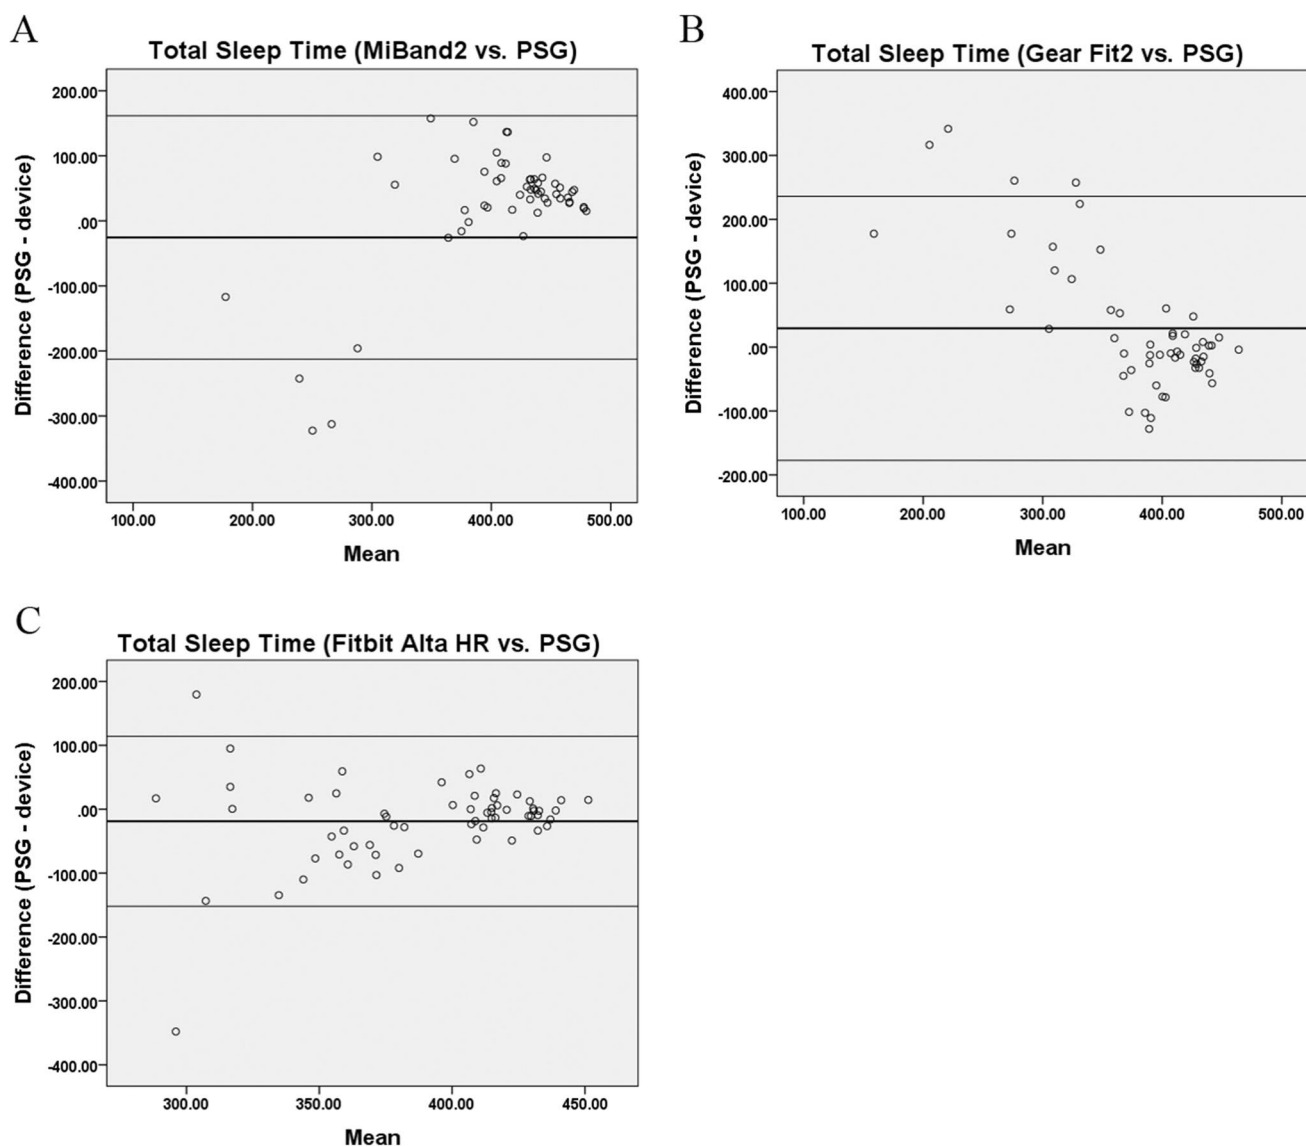 A
Total Sleep Time (MiBand2 vs. PSG)
Difference (PSG - device)
200.00
100.00
.00
-100.00
-200.00
-300.00
-400.00
100.00 200.00 300.00 400.00 500.00
Mean
B
Total Sleep Time (Gear Fit2 vs. PSG)
Difference (PSG - device)
400.00
300.00
200.00
100.00
.00
-100.00
-200.00
100.00 200.00 300.00 400.00 500.00
Mean
C
Total Sleep Time (Fitbit Alta HR vs. PSG)
Difference (PSG - device)
200.00
100.00
.00
-100.00
-200.00
-300.00
-400.00
300.00 350.00 400.00 450.00
Mean